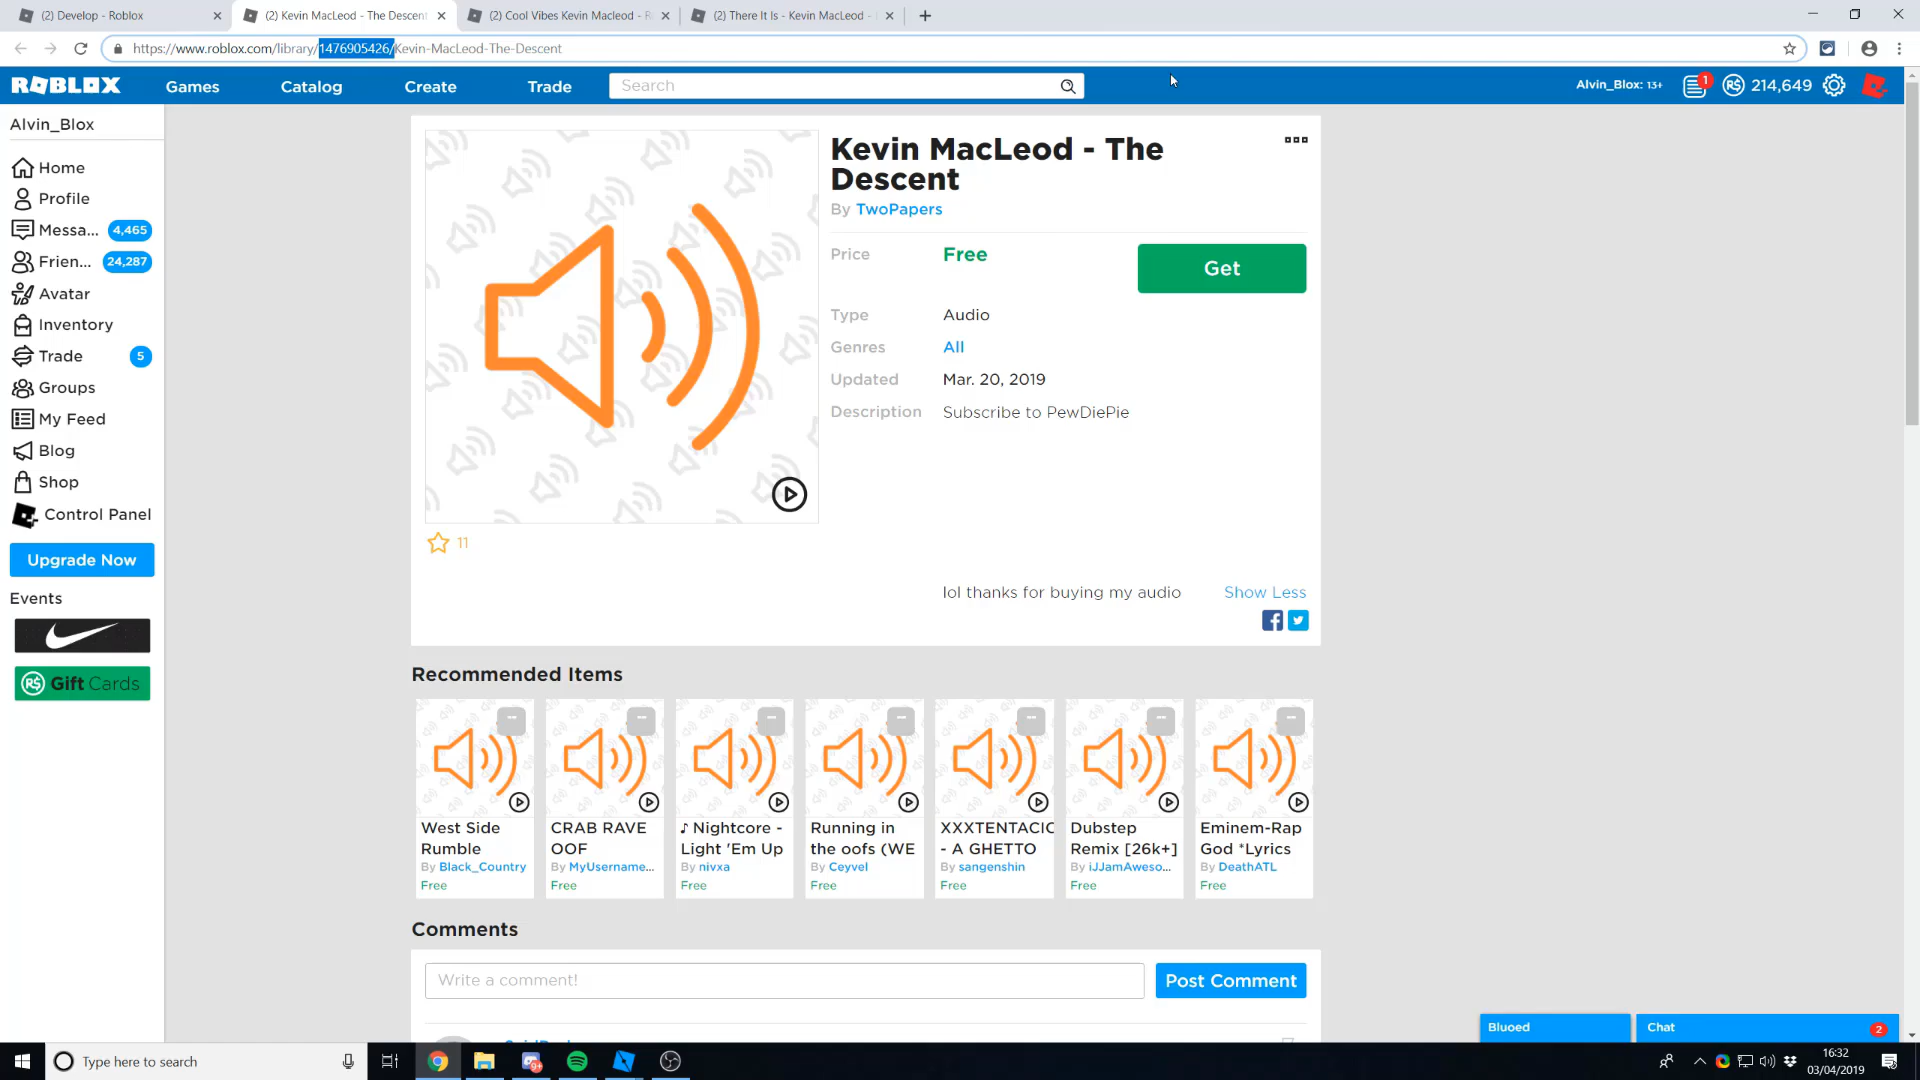 (2) Develop - Roblox
(2) Kevin MacLeod - The Descent
(2) Cool Vibes Kevin Macleod - R
(2) There It Is - Kevin MacLeod -
https://www.roblox.com/library/1476905426/Kevin-MacLeod-The-Descent
ROBLOX
Games
Catalog
Create
Trade
Search
Alvin_Blox: 13+
1
214,649
Alvin_Blox
Home
Profile
Messa... 4,465
Frien... 24,287
Avatar
Inventory
Trade 5
Groups
My Feed
Blog
Shop
Control Panel
Upgrade Now
Events
Gift Cards
Kevin MacLeod - The
Descent
By TwoPapers
Price Free
Get
Type Audio
Genres All
Updated Mar. 20, 2019
Description Subscribe to PewDiePie
11
lol thanks for buying my audio
Show Less
Recommended Items
West Side
Rumble
By Black_Country
Free
CRAB RAVE
OOF
By MyUsername...
Free
♪ Nightcore -
Light 'Em Up
By nivxa
Free
Running in
the oofs (WE
By Ceyvel
Free
XXXTENTACIO
- A GHETTO
By sangenshin
Free
Dubstep
Remix [26k+]
By iJJamAweso...
Free
Eminem-Rap
God *Lyrics
By DeathATL
Free
Comments
Write a comment!
Post Comment
Bluoed
Chat 2
Type here to search
16:32
03/04/2019